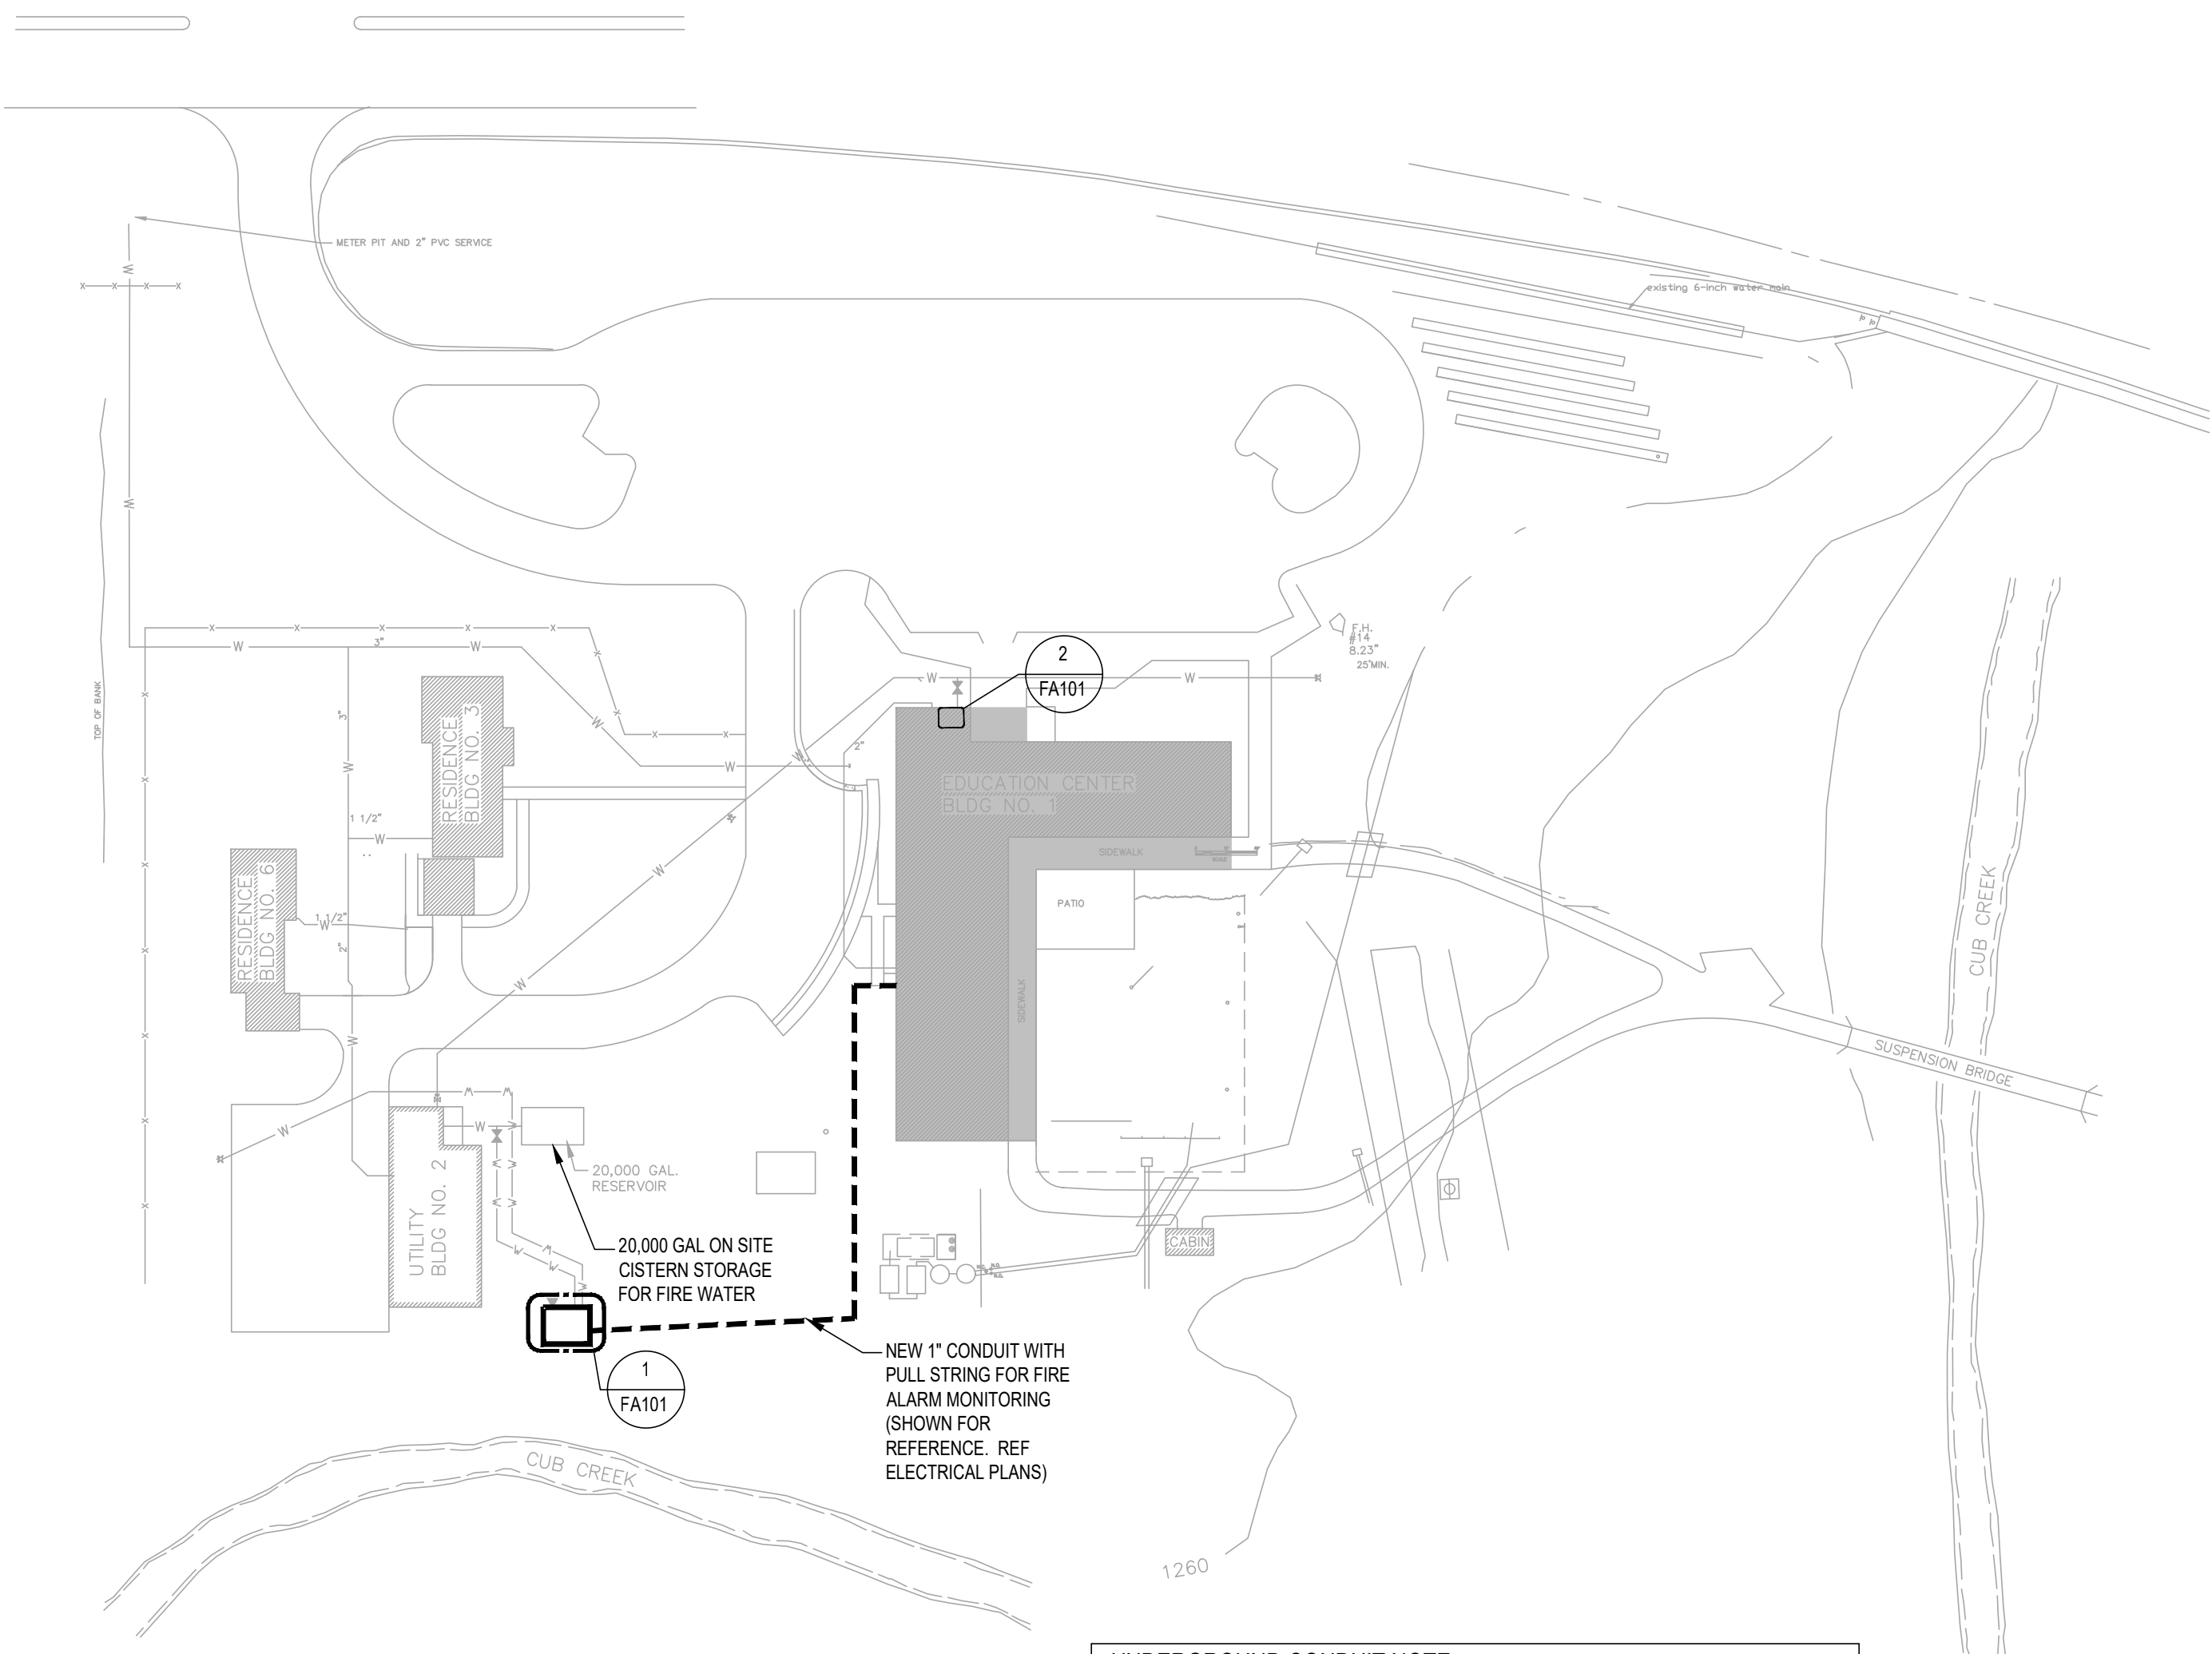 METER PIT AND 2" PVC SERVICE
existing 6-inch water main
F.H.
#14
8.23"
25'MIN.
2
FA101
3"
3"
TOP OF BANK
RESIDENCE
BLDG NO. 3
2"
EDUCATION CENTER
BLDG NO. 1
1 1/2"
SIDEWALK
SCALE
PATIO
RESIDENCE
BLDG NO. 6
1 1/2"
2"
SIDEWALK
CUB CREEK
SUSPENSION BRIDGE
20,000 GAL.
RESERVOIR
UTILITY
BLDG NO. 2
20,000 GAL ON SITE
CISTERN STORAGE
FOR FIRE WATER
CABIN
NEW 1" CONDUIT WITH
PULL STRING FOR FIRE
ALARM MONITORING
(SHOWN FOR
REFERENCE.  REF
ELECTRICAL PLANS)
1
FA101
CUB CREEK
1260
UNDERGROUND CONDUIT NOTE